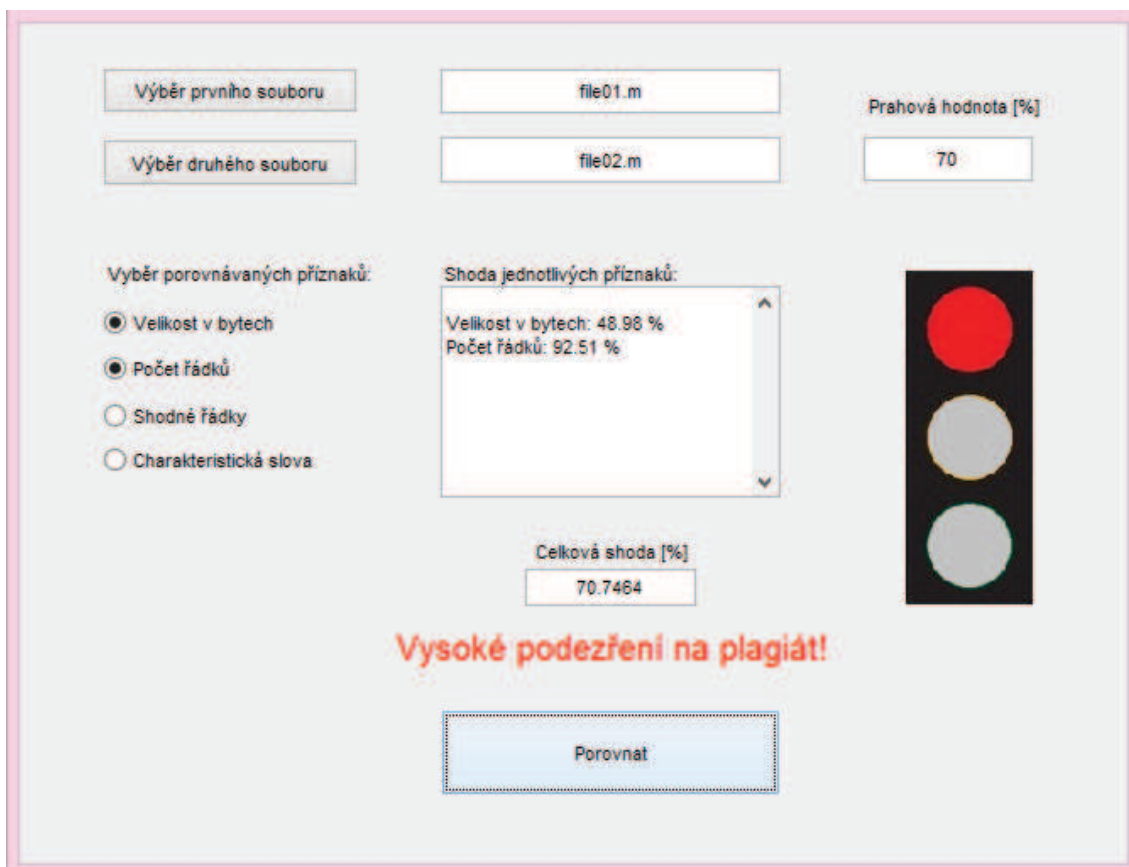 Výběr prvního souboru
file01.m
Prahová hodnota [%]
Výběr druhého souboru
file02.m
70
Vyběr porovnávaných příznaků:
Velikost v bytech
Počet řádků
Shodné řádky
Charakteristická slova
Shoda jednotlivých příznaků:
Velikost v bytech: 48.98 %
Počet řádků: 92.51 %
Celková shoda [%]
70.7464
Vysoké podezření na plagiát!
Porovnat